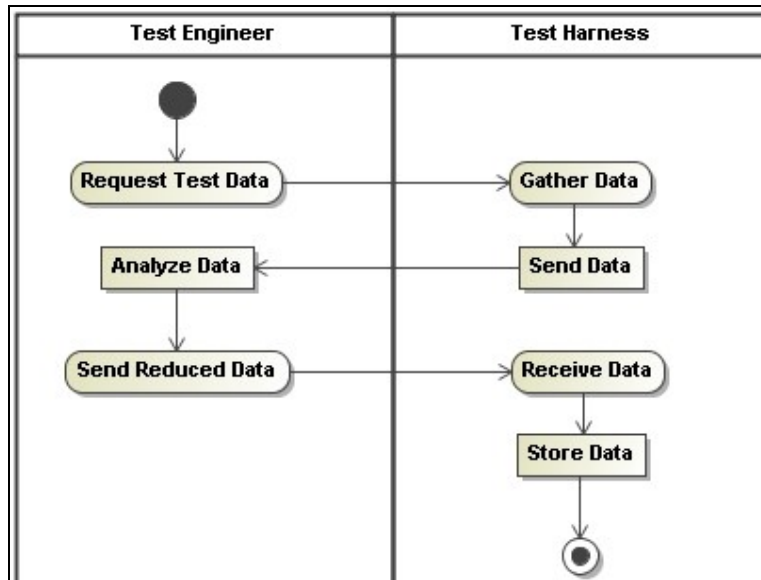 Test Engineer
Test Harness
Request Test Data
Gather Data
Analyze Data
Send Data
Send Reduced Data
Receive Data
Store Data